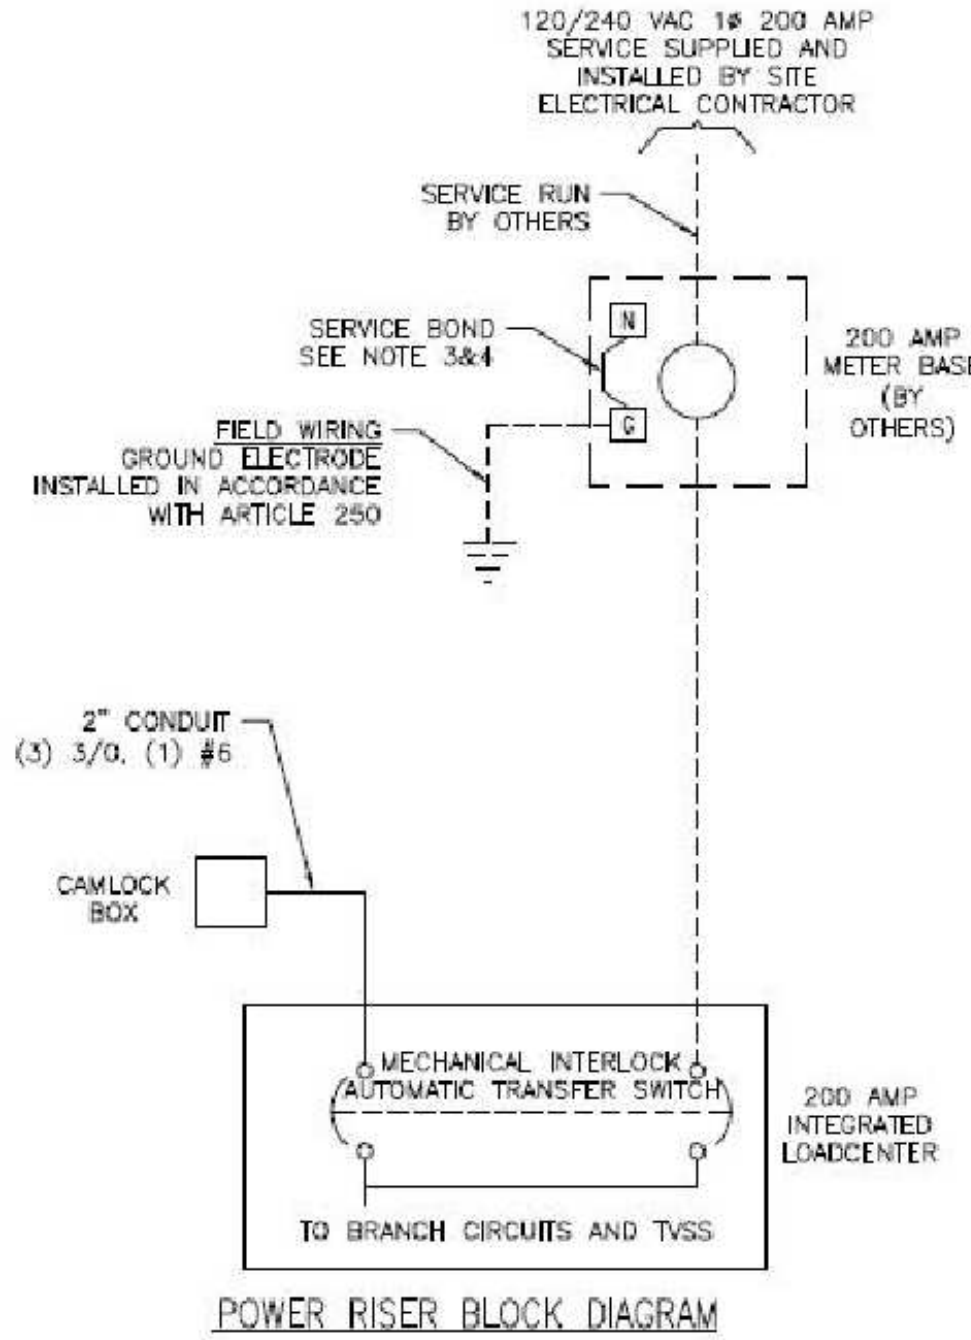 120/240 VAC 1ø 200 AMP
SERVICE SUPPLIED AND
INSTALLED BY SITE
ELECTRICAL CONTRACTOR
SERVICE RUN
BY OTHERS
N
SERVICE BOND
SEE NOTE 3&4
200 AMP
METER BASE
(BY
OTHERS)
G
FIELD WIRING
GROUND ELECTRODE
INSTALLED IN ACCORDANCE
WITH ARTICLE 250
2" CONDUIT
(3) 3/0, (1) #6
CAMLOCK
BOX
MECHANICAL INTERLOCK
AUTOMATIC TRANSFER SWITCH
200 AMP
INTEGRATED
LOADCENTER
TO BRANCH CIRCUITS AND TVSS
POWER RISER BLOCK DIAGRAM